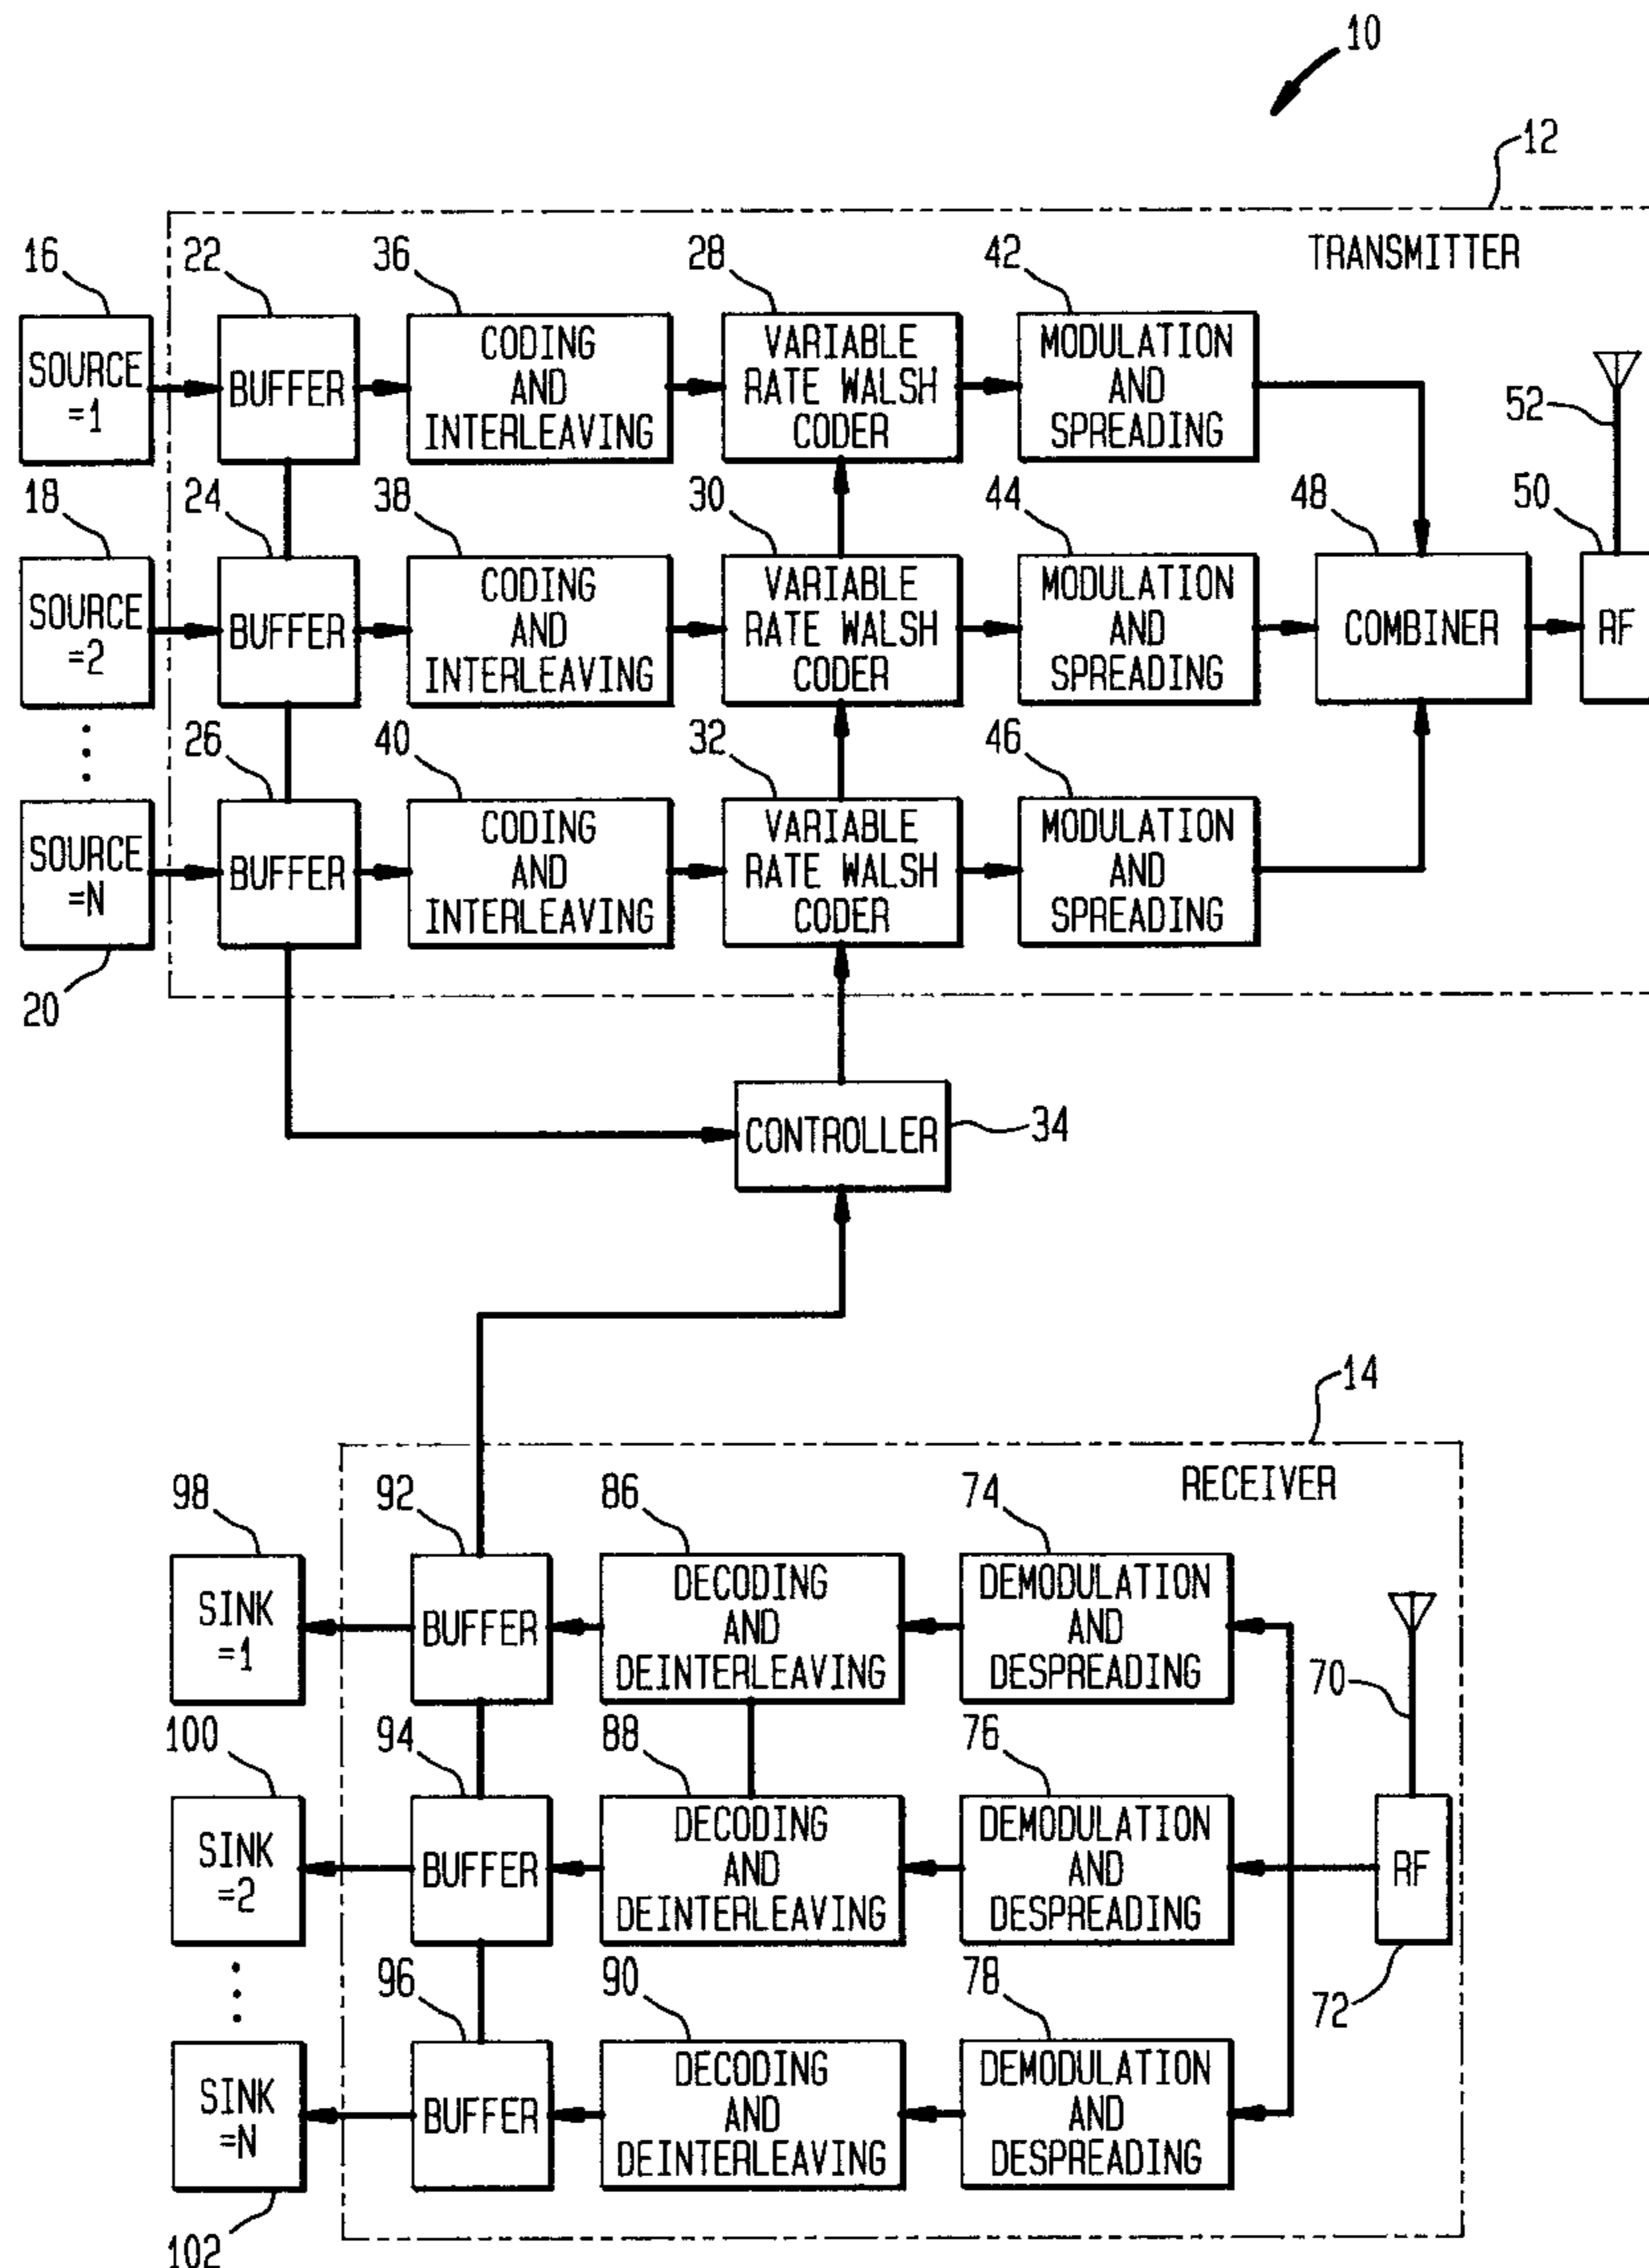 10
12
TRANSMITTER
16
22
36
28
42
SOURCE
=1
BUFFER
CODING
AND
INTERLEAVING
VARIABLE
RATE WALSH
CODER
MODULATION
AND
SPREADING
52
18
24
38
30
44
48
50
SOURCE
=2
BUFFER
CODING
AND
INTERLEAVING
VARIABLE
RATE WALSH
CODER
MODULATION
AND
SPREADING
COMBINER
RF
26
40
32
46
SOURCE
=N
BUFFER
CODING
AND
INTERLEAVING
VARIABLE
RATE WALSH
CODER
MODULATION
AND
SPREADING
20
CONTROLLER
34
14
RECEIVER
98
92
86
74
SINK
=1
BUFFER
DECODING
AND
DEINTERLEAVING
DEMODULATION
AND
DESPREADING
70
100
94
88
76
SINK
=2
BUFFER
DECODING
AND
DEINTERLEAVING
DEMODULATION
AND
DESPREADING
RF
96
90
78
72
SINK
=N
BUFFER
DECODING
AND
DEINTERLEAVING
DEMODULATION
AND
DESPREADING
102